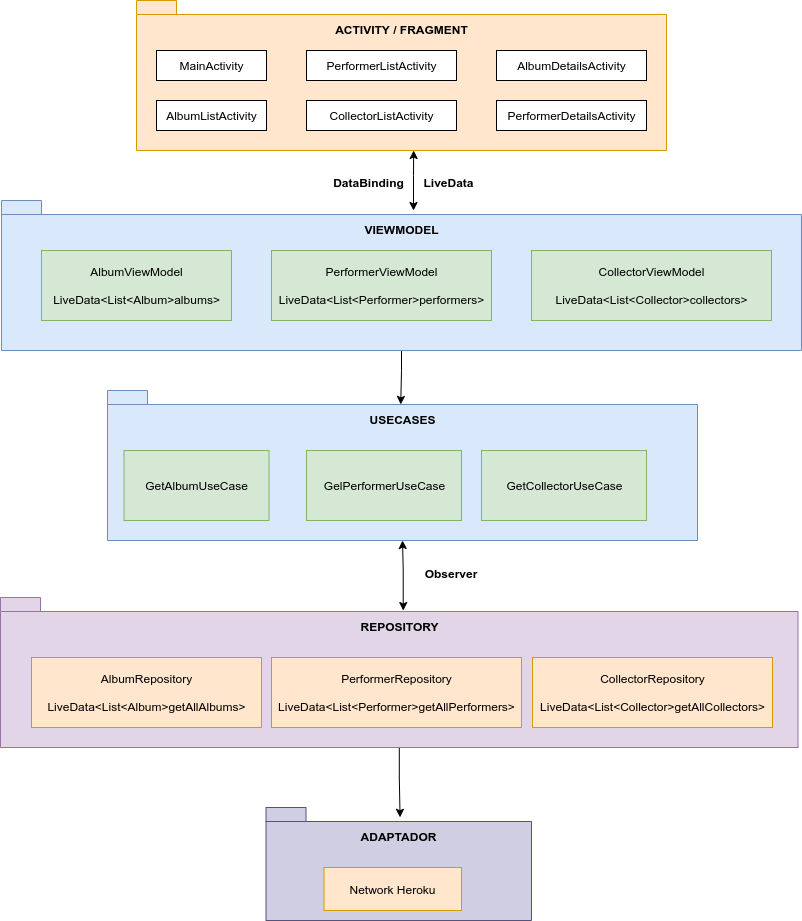 ACTIVITY / FRAGMENT
MainActivity
PerformerListActivity
AlbumDetailsActivity
AlbumListActivity
CollectorListActivity
PerformerDetailsActivity
DataBinding
LiveData
VIEWMODEL
AlbumViewModel
LiveData<List<Album>albums>
PerformerViewModel
LiveData<List<Performer>performers>
CollectorViewModel
LiveData<List<Collector>collectors>
USECASES
GetAlbumUseCase
GelPerformerUseCase
GetCollectorUseCase
Observer
REPOSITORY
AlbumRepository
LiveData<List<Album>getAllAlbums>
PerformerRepository
LiveData<List<Performer>getAllPerformers>
CollectorRepository
LiveData<List<Collector>getAllCollectors>
ADAPTADOR
Network Heroku